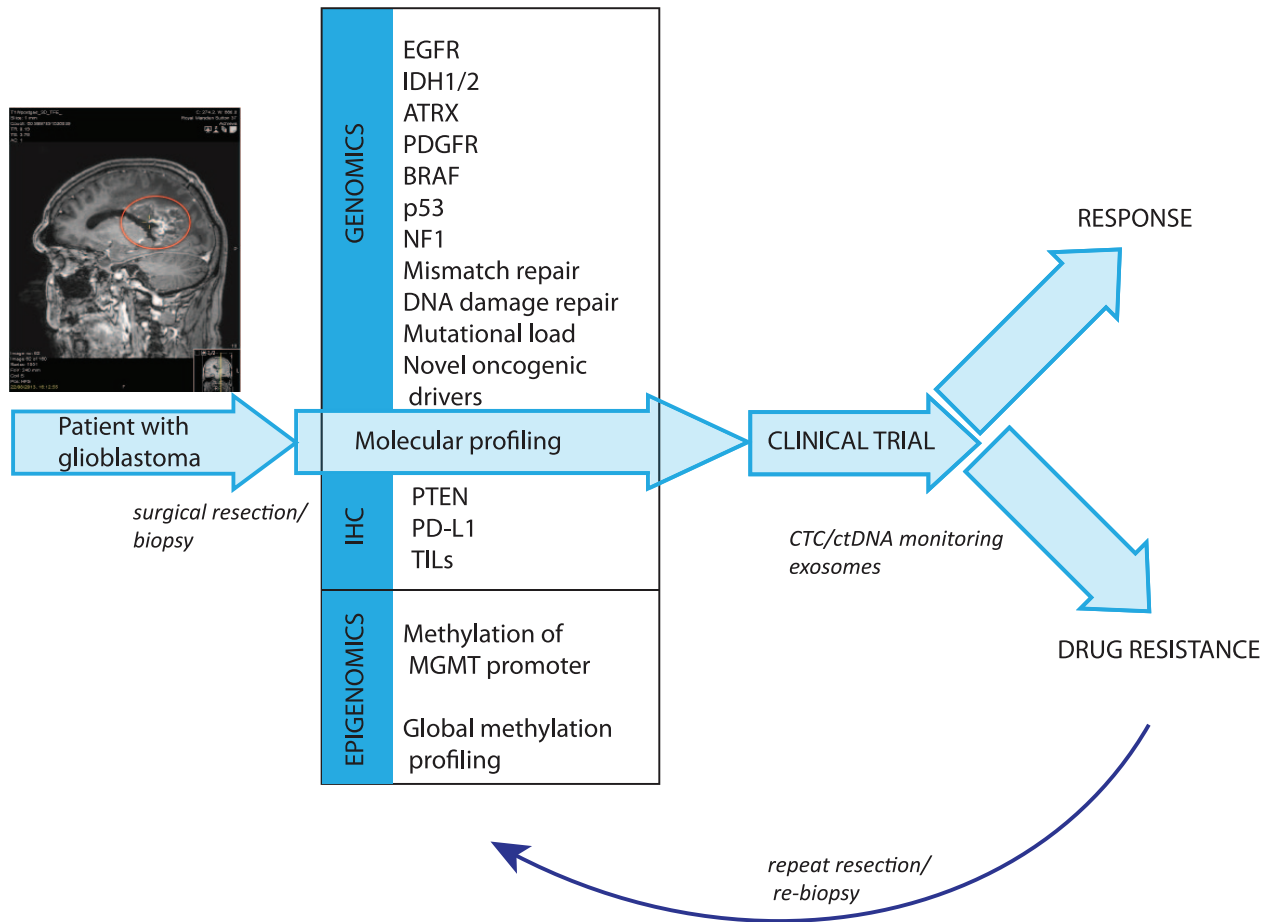 GENOMICS
EGFR
IDH1/2
ATRX
PDGFR
BRAF
p53
NF1
Mismatch repair
DNA damage repair
Mutational load
Novel oncogenic
drivers
Patient with
glioblastoma
surgical resection/
biopsy
Molecular profiling
IHC
PTEN
PD-L1
TILs
EPIGENOMICS
Methylation of
MGMT promoter
Global methylation
profiling
CLINICAL TRIAL
CTC/ctDNA monitoring
exosomes
RESPONSE
DRUG RESISTANCE
repeat resection/
re-biopsy